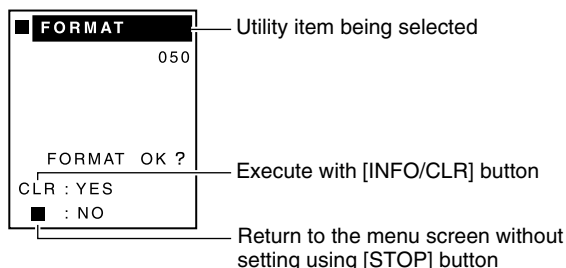 ■ FORMAT
Utility item being selected
050
FORMAT OK ?
Execute with [INFO/CLR] button
CLR : YES
■ : NO
Return to the menu screen without
setting using [STOP] button